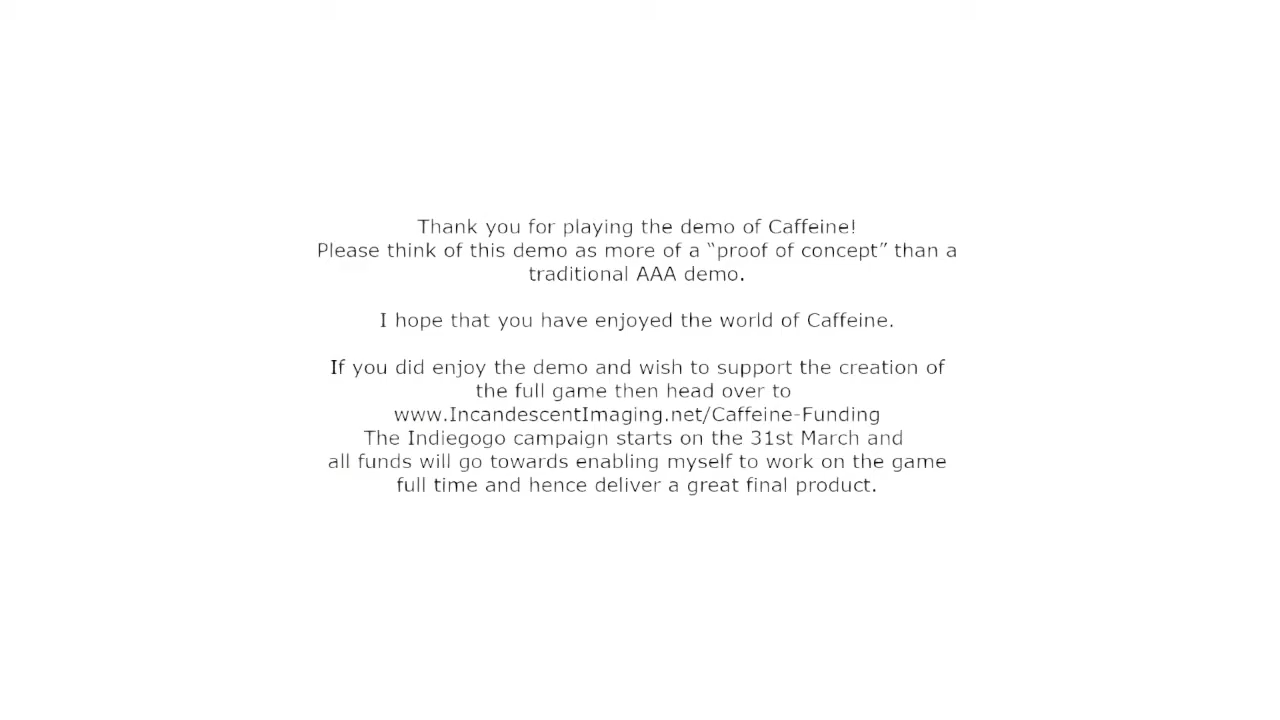 Thank you for playing the demo of Caffeine!
Please think of this demo as more of a “proof of concept” than a
traditional AAA demo.
I hope that you have enjoyed the world of Caffeine.
If you did enjoy the demo and wish to support the creation of
the full game then head over to
www.IncandescentImaging.net/Caffeine-Funding
The Indiegogo campaign starts on the 31st March and
all funds will go towards enabling myself to work on the game
full time and hence deliver a great final product.